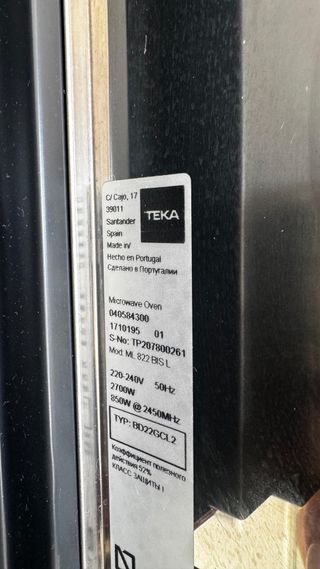 C/ Cajo, 17
39011
Santander
Spain
Made in/
Hecho en Portugal
Сделано в Португалии
TEKA
Microwave Oven
040584300
1710195 01
S-No: TP207800261
Mod: ML 822 BIS L
220-240V 50Hz
2700W
850W @ 2450MHz
TYP: BD22GCL2
Коэффициент полезного
действия 52%
КЛАСС ЗАЩИТЫ I